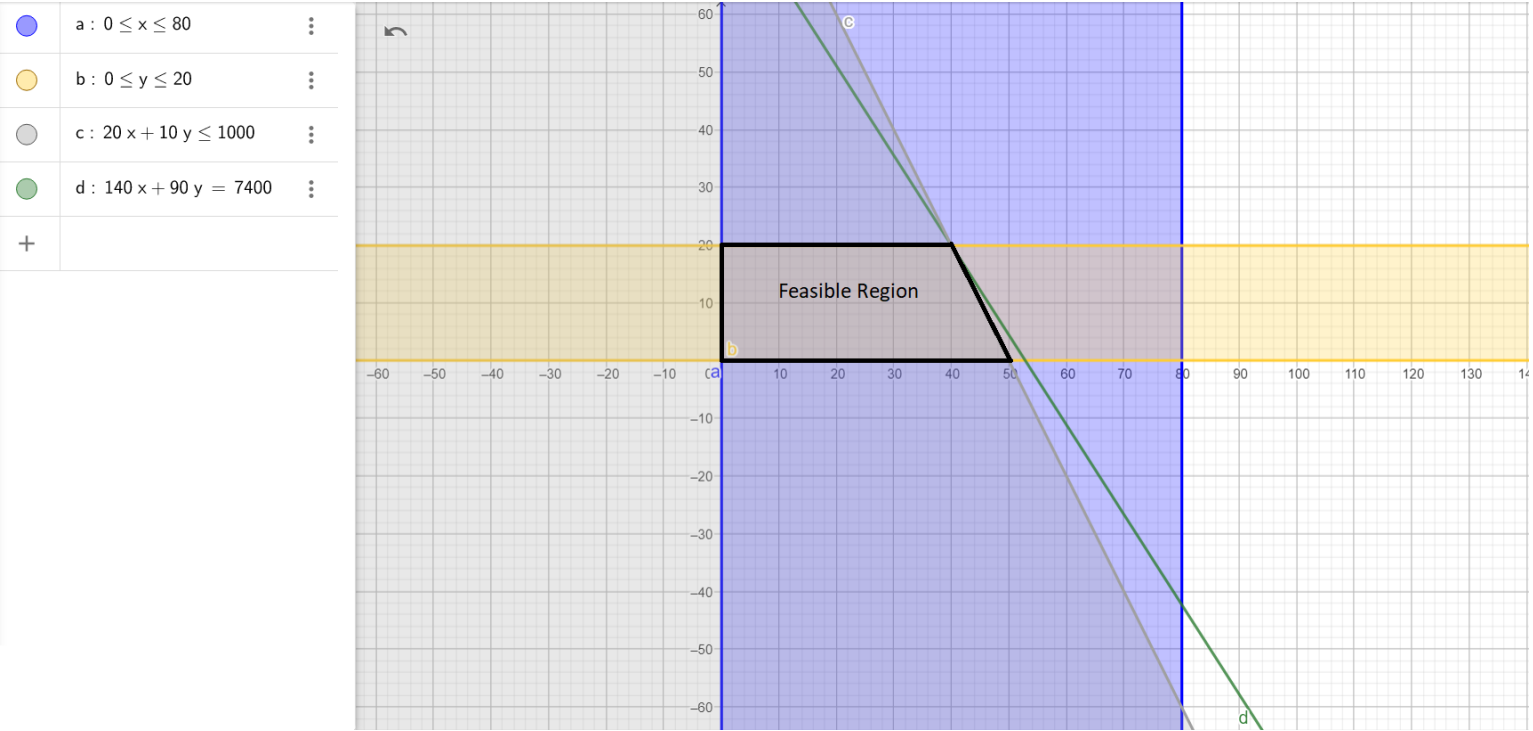 a : 0 ≤ x ≤ 80
b : 0 ≤ y ≤ 20
c : 20 x + 10 y ≤ 1000
d : 140 x + 90 y = 7400
+
c
60
50
40
30
20
10
Feasible Region
b
a
–60 –50 –40 –30 –20 –10 0 10 20 30 40 50 60 70 80 90 100 110 120 130 14
–10
–20
–30
–40
–50
–60
d